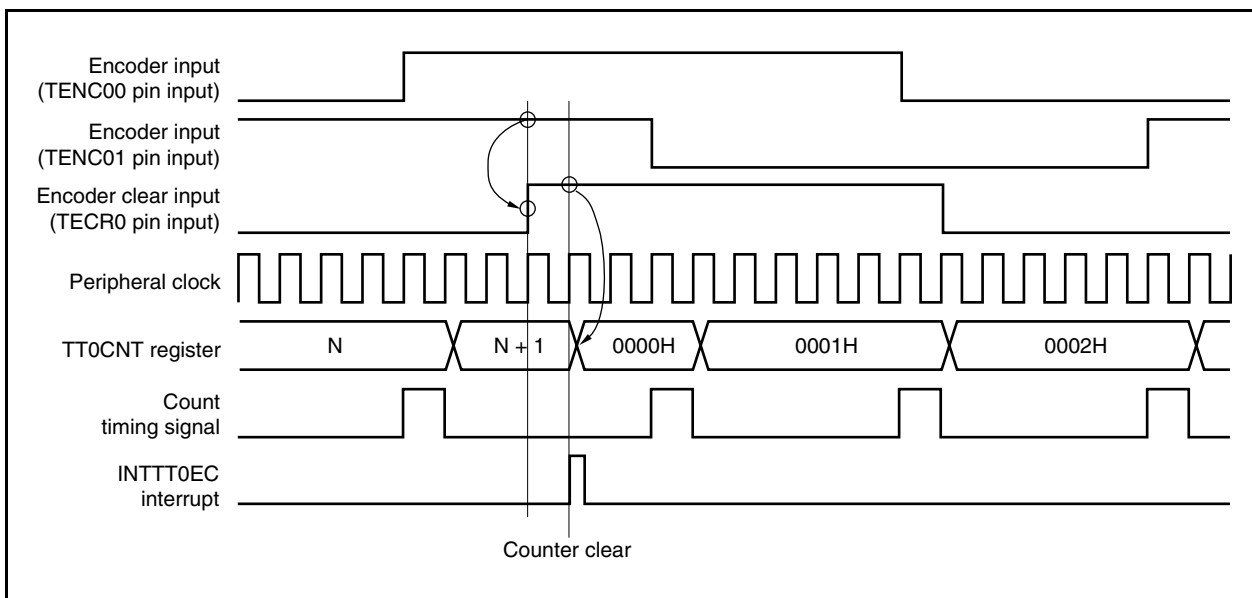 Encoder input
(TENC00 pin input)
Encoder input
(TENC01 pin input)
Encoder clear input
(TECR0 pin input)
Peripheral clock
TT0CNT register
N
N + 1
0000H
0001H
0002H
Count
timing signal
INTTT0EC
interrupt
Counter clear